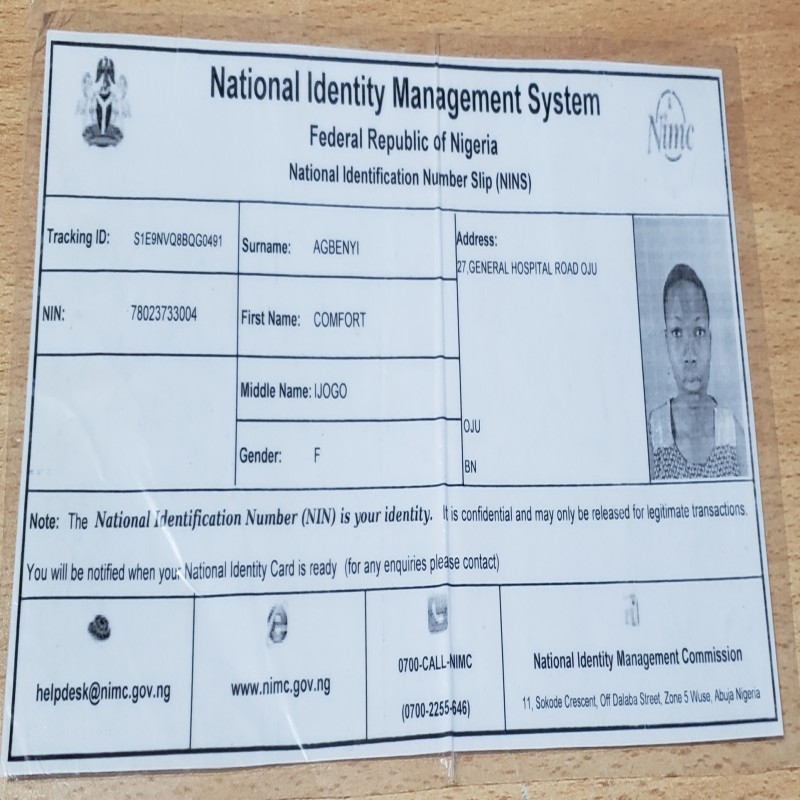 National Identity Management System
Federal Republic of Nigeria
National Identification Number Slip (NINS)
Nimc
Tracking ID: S1E9NVQ8BQG0491
NIN: 78023733004
Surname: AGBENYI
First Name: COMFORT
Middle Name: IJOGO
Gender: F
Address:
27,GENERAL HOSPITAL ROAD OJU
OJU
BN
Note: The National Identification Number (NIN) is your identity. It is confidential and may only be released for legitimate transactions.
You will be notified when your National Identity Card is ready (for any enquiries please contact)
helpdesk@nimc.gov.ng
www.nimc.gov.ng
0700-CALL-NIMC
(0700-2255-646)
National Identity Management Commission
11, Sokode Crescent, Off Dalaba Street, Zone 5 Wuse, Abuja Nigeria